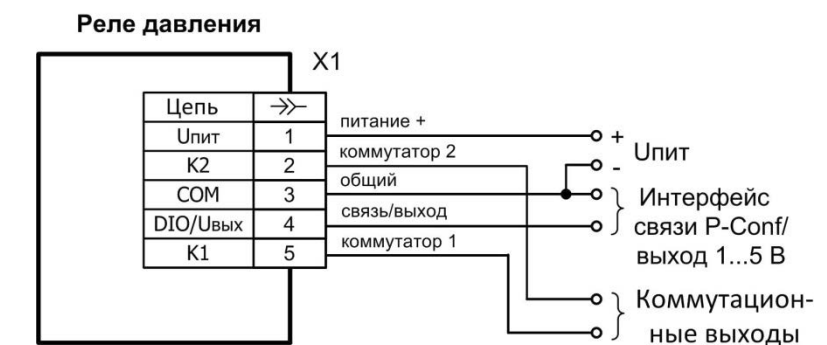 Реле давления
X1
Цепь
Uпит 1 питание + + Uпит
K2 2 коммутатор 2 -
COM 3 общий Интерфейс
DIO/Uвых 4 связь/выход связи P-Conf/
K1 5 коммутатор 1 выход 1...5 В
Коммутацион-
ные выходы